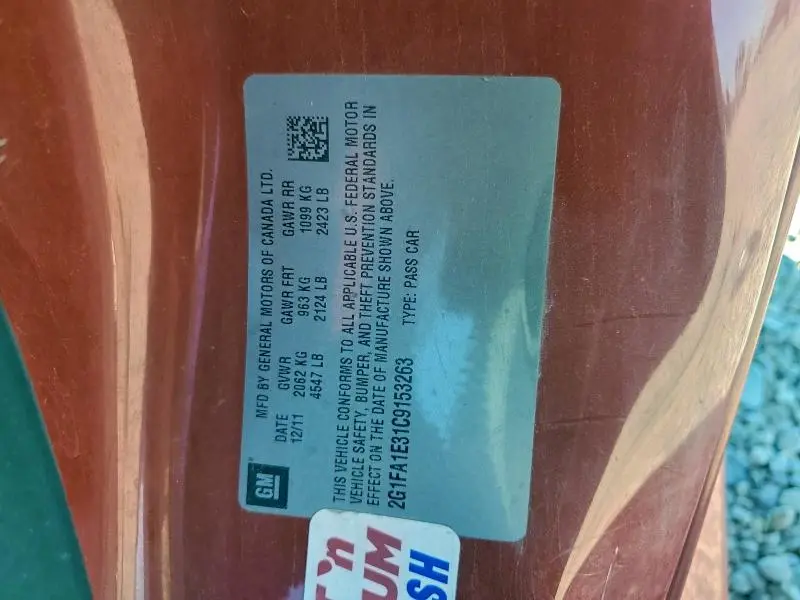 GM
MFD BY GENERAL MOTORS OF CANADA LTD.
DATE GVWR GAWR FRT GAWR RR
12/11 2062 KG 963 KG 1099 KG
4547 LB 2124 LB 2423 LB
THIS VEHICLE CONFORMS TO ALL APPLICABLE U.S. FEDERAL MOTOR
VEHICLE SAFETY, BUMPER, AND THEFT PREVENTION STANDARDS IN
EFFECT ON THE DATE OF MANUFACTURE SHOWN ABOVE.
2G1FA1E31C9153263 TYPE: PASS CAR
'n